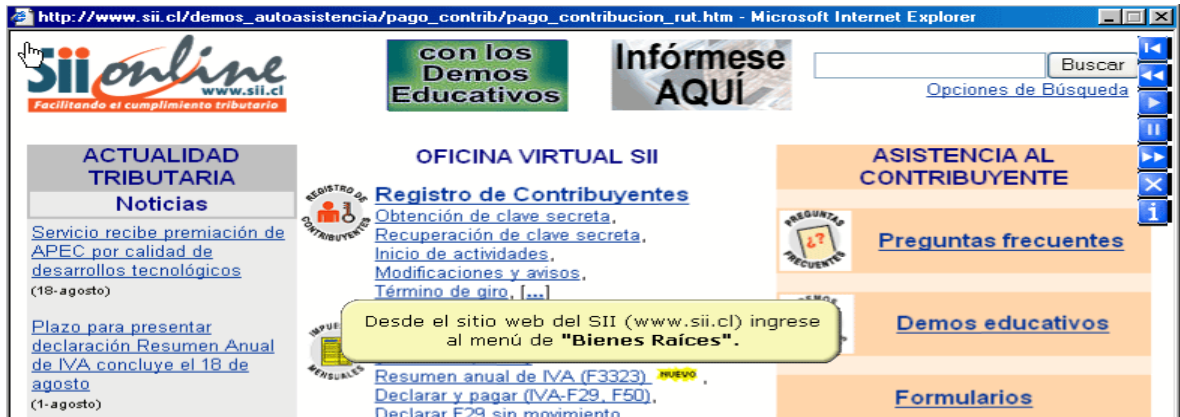 http://www.sii.cl/demos_autoasistencia/pago_contrib/pago_contribucion_rut.htm - Microsoft Internet Explorer
Sii online
www.sii.cl
Facilitando el cumplimiento tributario
con los
Demos
Educativos
Infórmese
AQUÍ
Buscar
Opciones de Búsqueda
ACTUALIDAD
TRIBUTARIA
Noticias
Servicio recibe premiación de
APEC por calidad de
desarrollos tecnológicos
(18-agosto)
Plazo para presentar
declaración Resumen Anual
de IVA concluye el 18 de
agosto
(1-agosto)
OFICINA VIRTUAL SII
REGISTRO DE
CONTRIBUYENTES
Registro de Contribuyentes
Obtención de clave secreta,
Recuperación de clave secreta,
Inicio de actividades,
Modificaciones y avisos,
Término de giro, [...]
Desde el sitio web del SII (www.sii.cl) ingrese
al menú de "Bienes Raíces".
MENSUALES
Resumen anual de IVA (F3323) NUEVO ,
Declarar y pagar (IVA-F29, F50),
Declarar F29 sin movimiento
ASISTENCIA AL
CONTRIBUYENTE
PREGUNTAS
¿?
FRECUENTES
Preguntas frecuentes
Demos educativos
Formularios